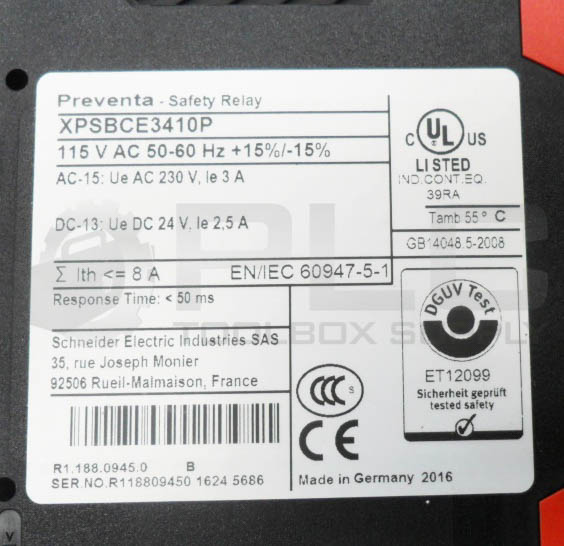 Preventa - Safety Relay
XPSBCE3410P
115 V AC 50-60 Hz +15%/-15%
AC-15: Ue AC 230 V, Ie 3 A
DC-13: Ue DC 24 V, Ie 2,5 A
Σ Ith <= 8 A
EN/IEC 60947-5-1
Response Time: < 50 ms
Schneider Electric Industries SAS
35, rue Joseph Monier
92506 Rueil-Malmaison, France
R1.188.0945.0 B
SER.NO.R118809450 1624 5686
C UL US
LISTED
IND.CONT.EQ.
39RA
Tamb 55° C
GB14048.5-2008
DGUV Test
ET12099
Sicherheit geprüft
tested safety
CCC S
CE
Made in Germany 2016
PLC
TOOLBOX SUPPLY